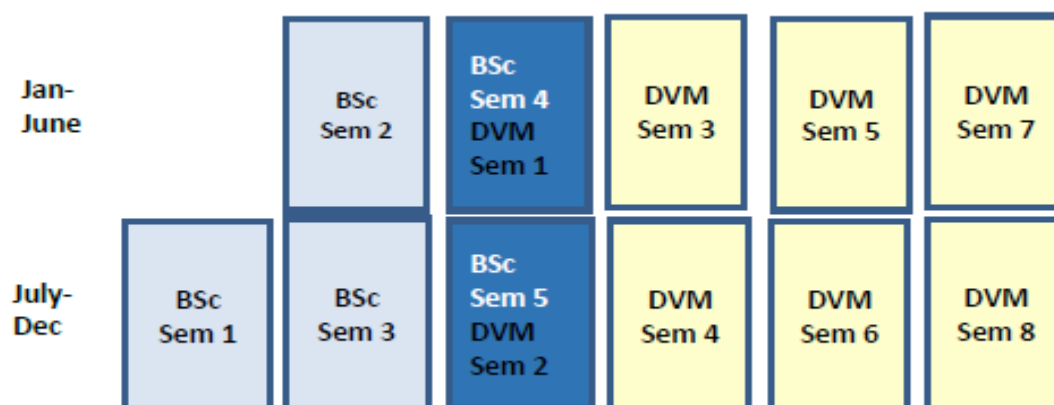 Jan-
June
BSc
Sem 2
BSc
Sem 4
DVM
Sem 1
DVM
Sem 3
DVM
Sem 5
DVM
Sem 7
July-
Dec
BSc
Sem 1
BSc
Sem 3
BSc
Sem 5
DVM
Sem 2
DVM
Sem 4
DVM
Sem 6
DVM
Sem 8